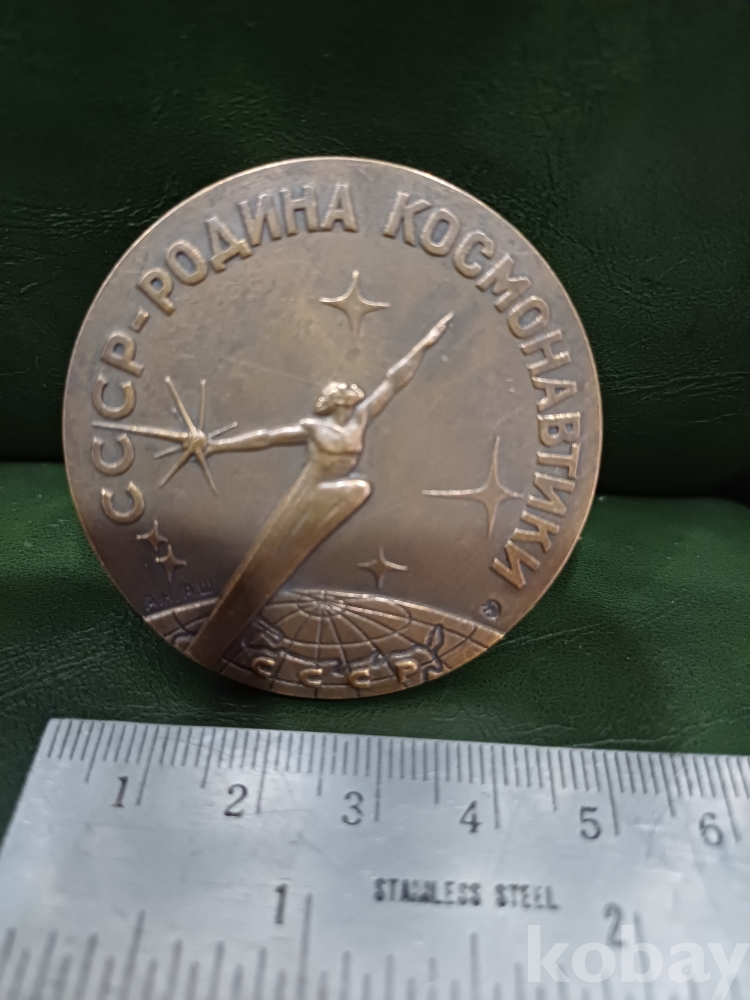 СССР-РОДИНА КОСМОНАВТИКИ
СССР
1 2 3 4 5 6
STAINLESS STEEL
1 2
kobay